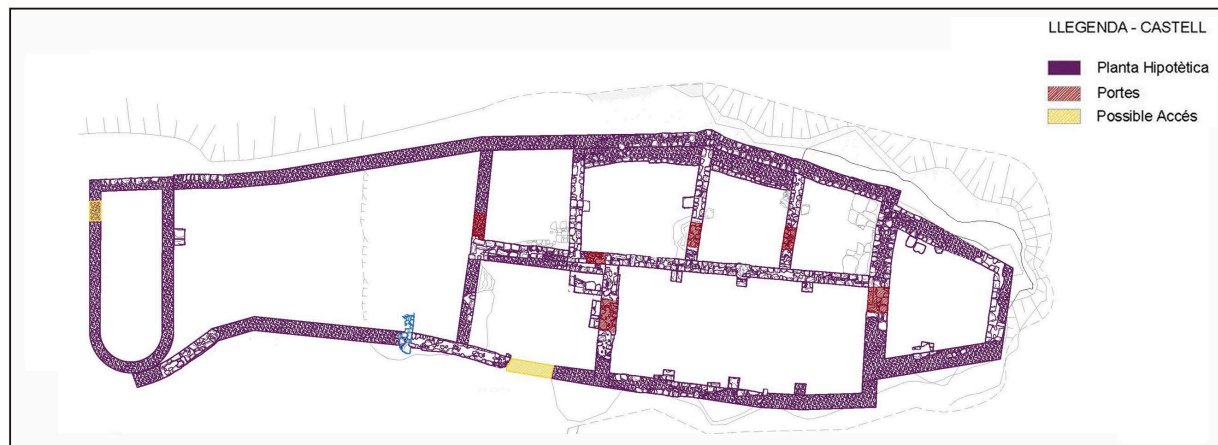 LLEGENDA - CASTELL
Planta Hipotètica
Portes
Possible Accés